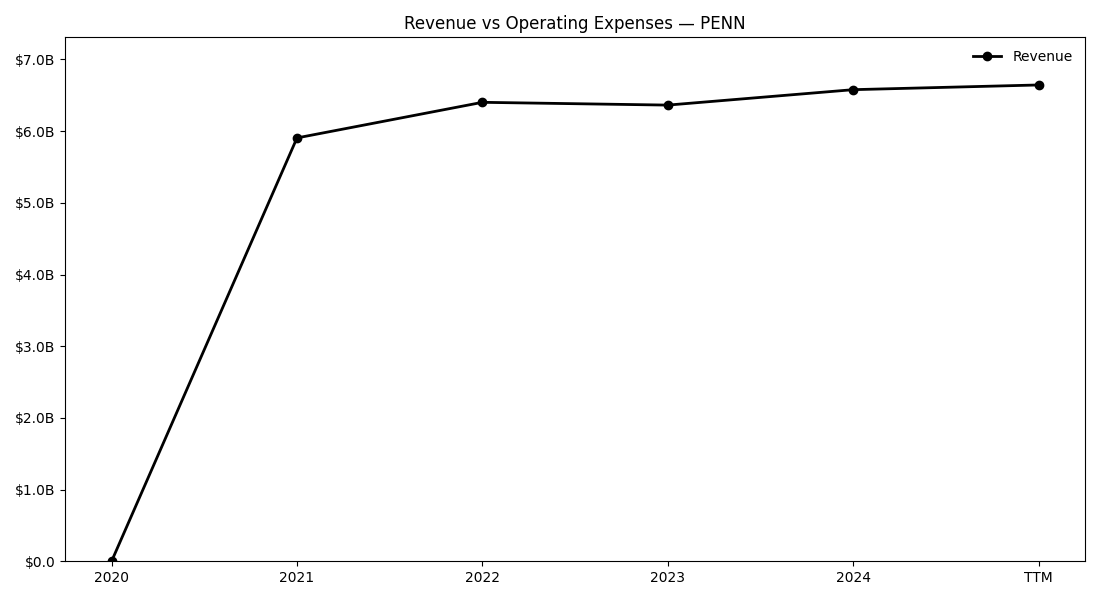 Revenue vs Operating Expenses — PENN
Revenue
$7.0B
$6.0B
$5.0B
$4.0B
$3.0B
$2.0B
$1.0B
$0.0
2020 2021 2022 2023 2024 TTM